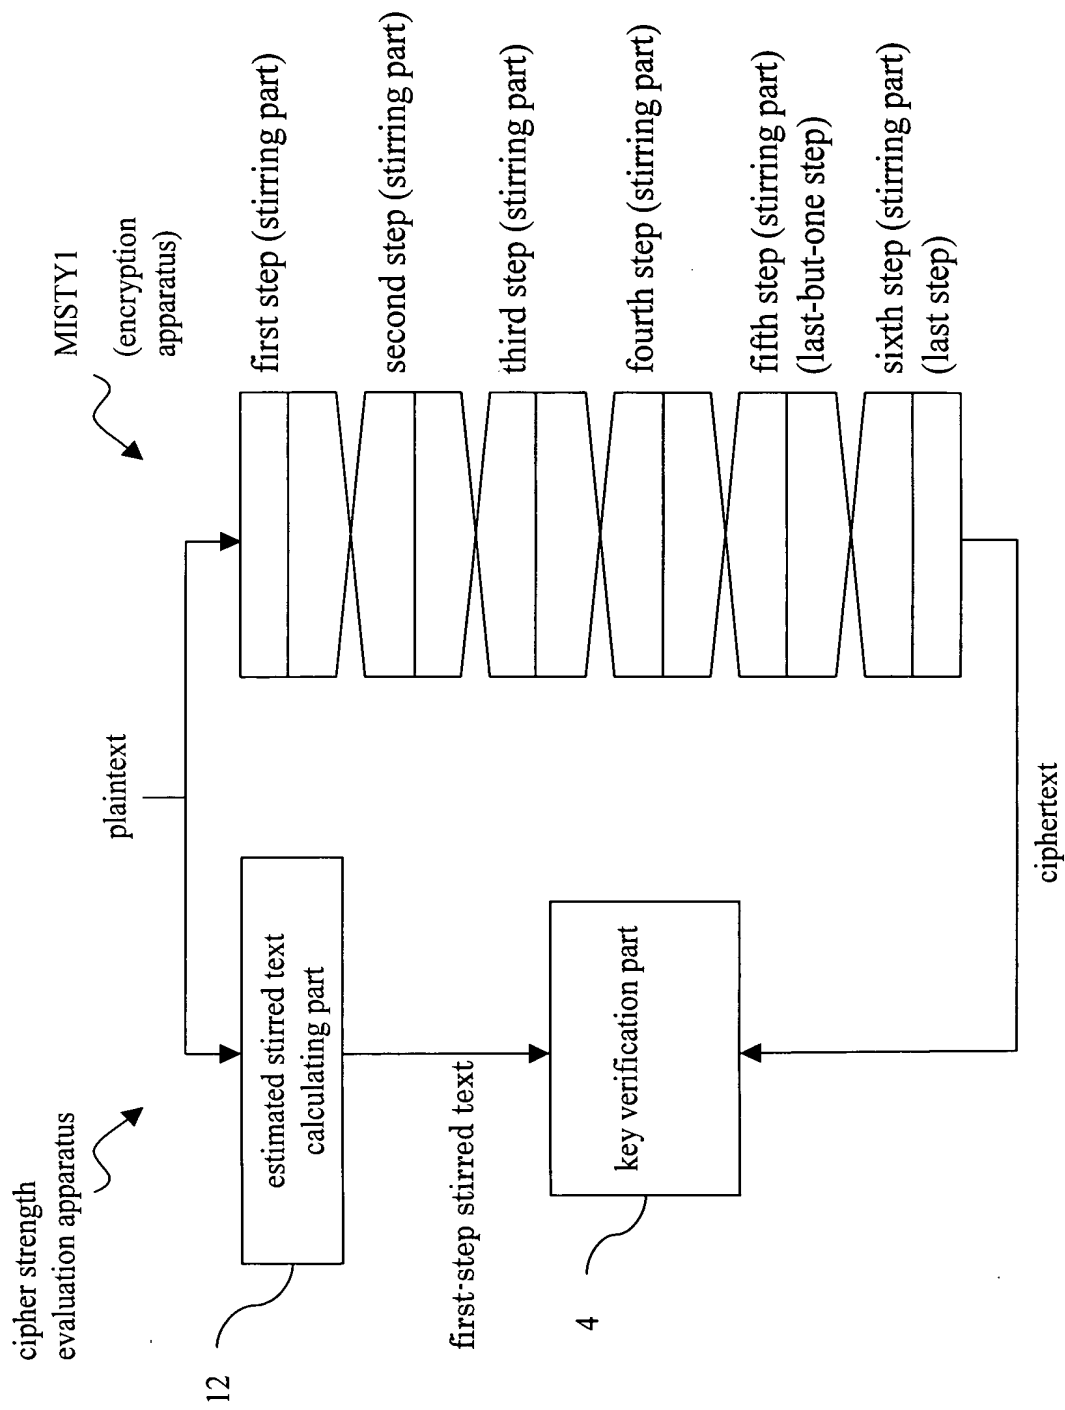 cipher strength
evaluation apparatus
plaintext
MISTY1
(encryption
apparatus)
12
estimated stirred text
calculating part
first-step stirred text
4
key verification part
first step (stirring part)
second step (stirring part)
third step (stirring part)
fourth step (stirring part)
fifth step (stirring part)
(last-but-one step)
sixth step (stirring part)
(last step)
ciphertext